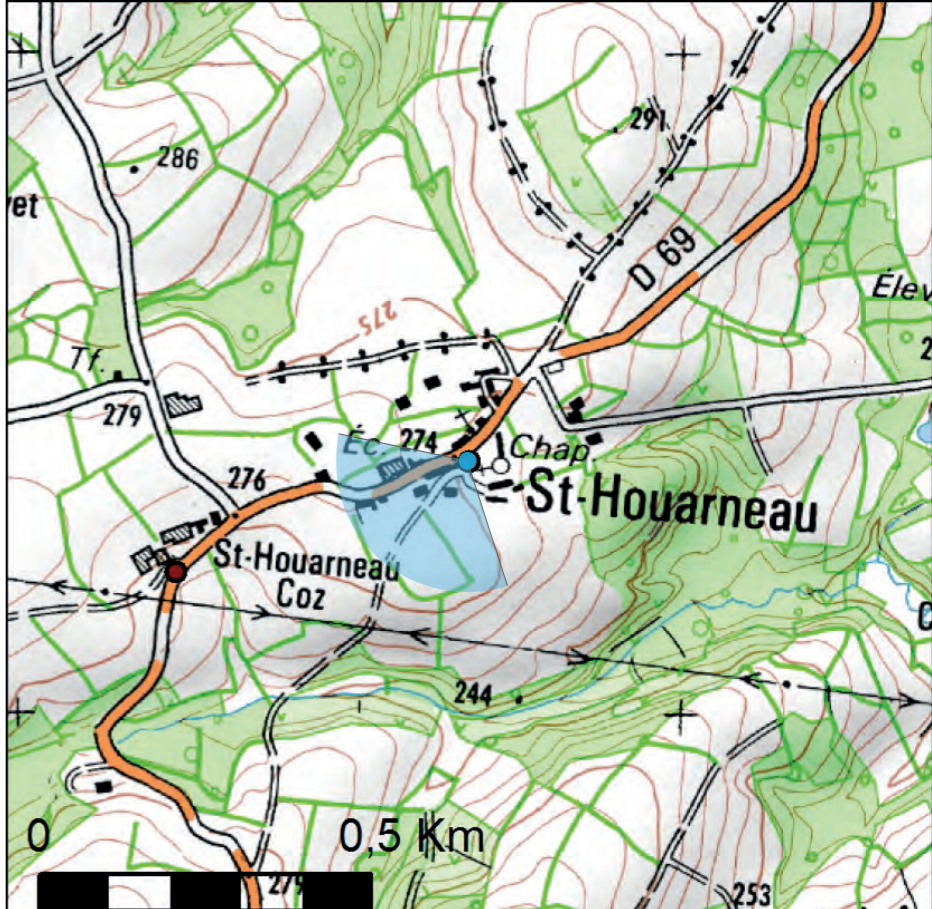 291
286
vet
D 69
Élev
275
Tf.
279
Éc.
274
Chap.
276
St-Houarneau
St-Houarneau
Coz
244
0
0,5 Km
279
253